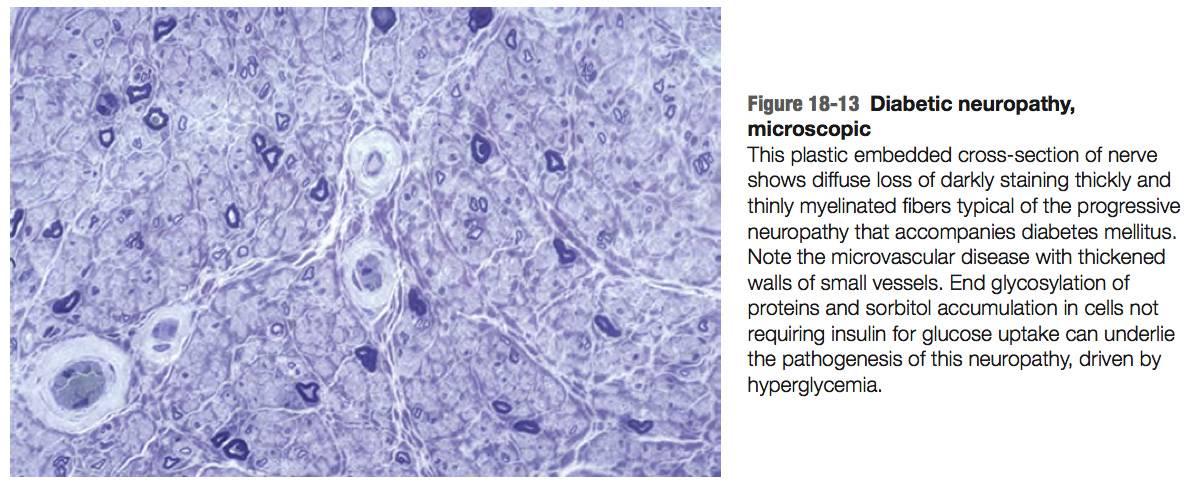 Figure 18-13 Diabetic neuropathy,
microscopic
This plastic embedded cross-section of nerve
shows diffuse loss of darkly staining thickly and
thinly myelinated fibers typical of the progressive
neuropathy that accompanies diabetes mellitus.
Note the microvascular disease with thickened
walls of small vessels. End glycosylation of
proteins and sorbitol accumulation in cells not
requiring insulin for glucose uptake can underlie
the pathogenesis of this neuropathy, driven by
hyperglycemia.